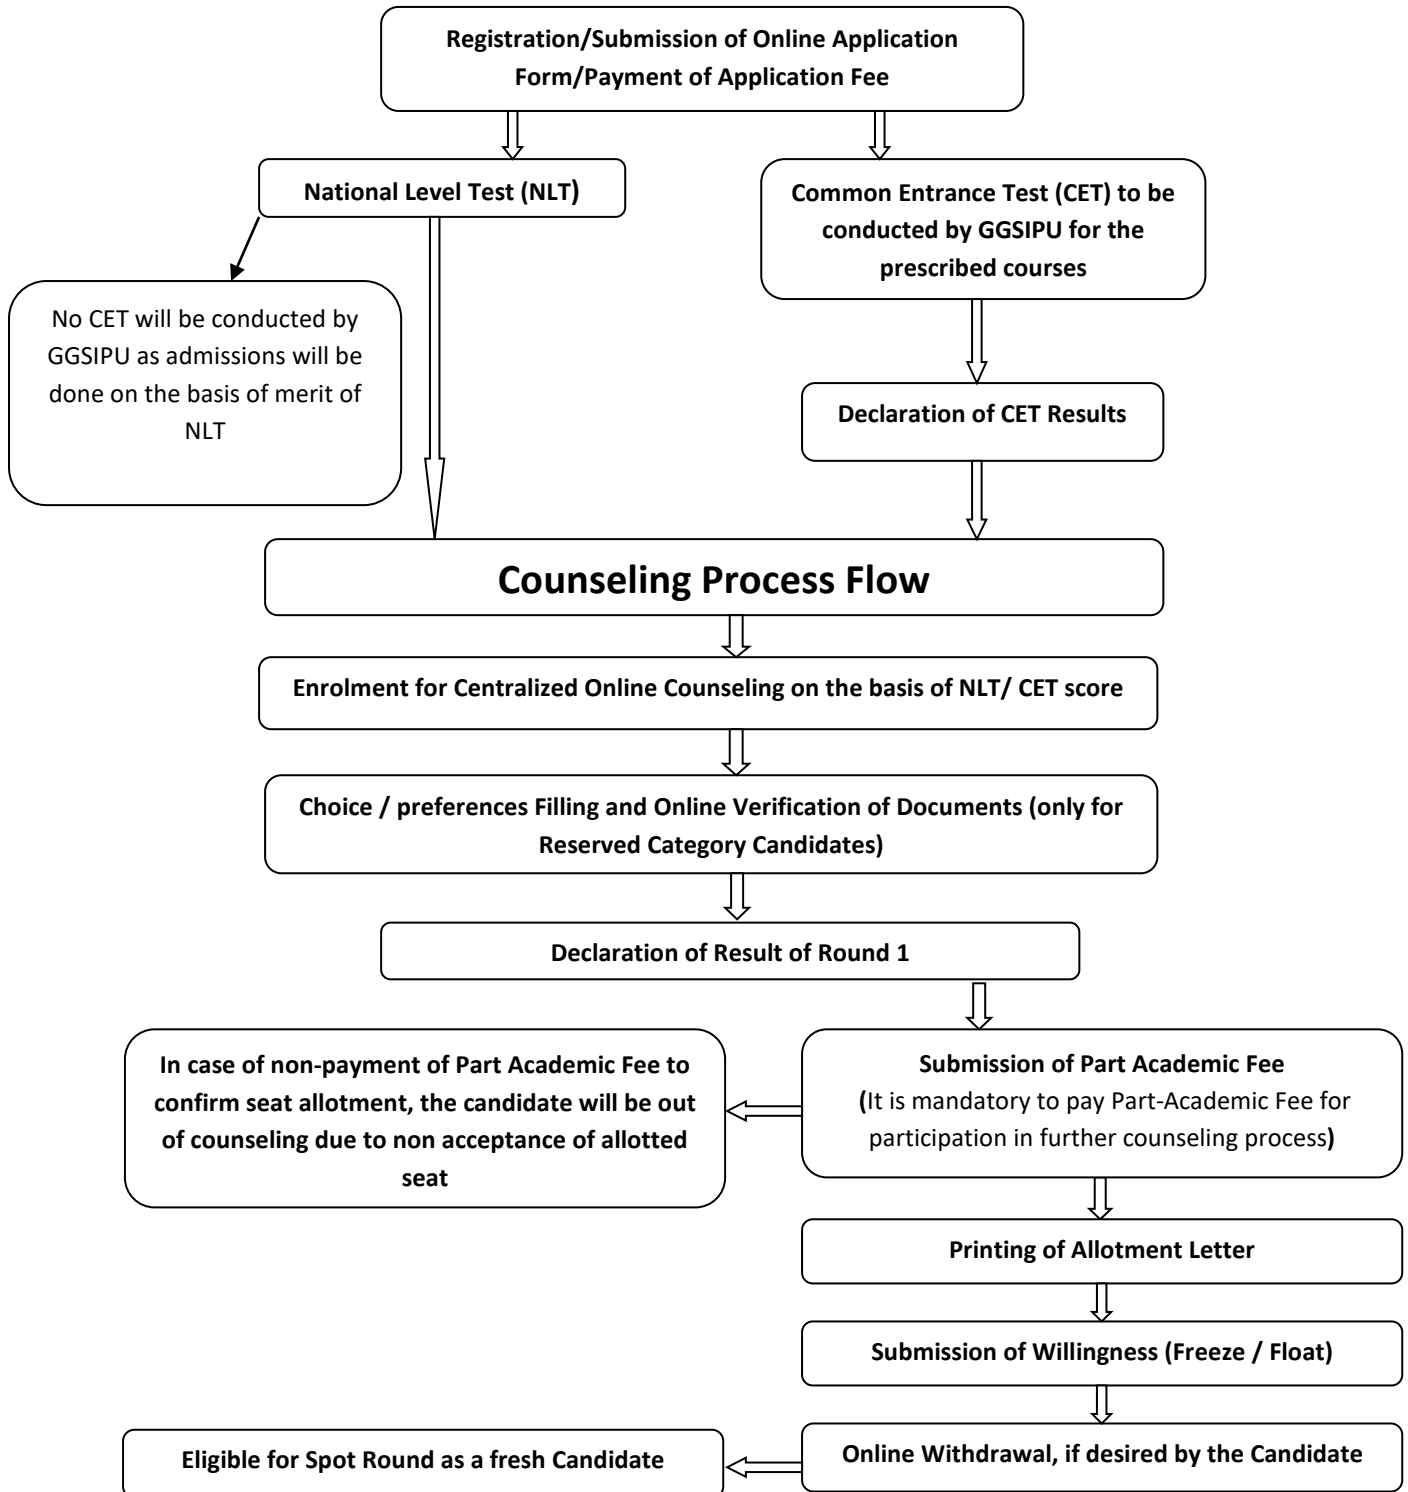 Registration/Submission of Online Application
Form/Payment of Application Fee
National Level Test (NLT)
Common Entrance Test (CET) to be
conducted by GGSIPU for the
prescribed courses
No CET will be conducted by
GGSIPU as admissions will be
done on the basis of merit of
NLT
Declaration of CET Results
Counseling Process Flow
Enrolment for Centralized Online Counseling on the basis of NLT/ CET score
Choice / preferences Filling and Online Verification of Documents (only for
Reserved Category Candidates)
Declaration of Result of Round 1
In case of non-payment of Part Academic Fee to
confirm seat allotment, the candidate will be out
of counseling due to non acceptance of allotted
seat
Submission of Part Academic Fee
(It is mandatory to pay Part-Academic Fee for
participation in further counseling process)
Printing of Allotment Letter
Submission of Willingness (Freeze / Float)
Eligible for Spot Round as a fresh Candidate
Online Withdrawal, if desired by the Candidate